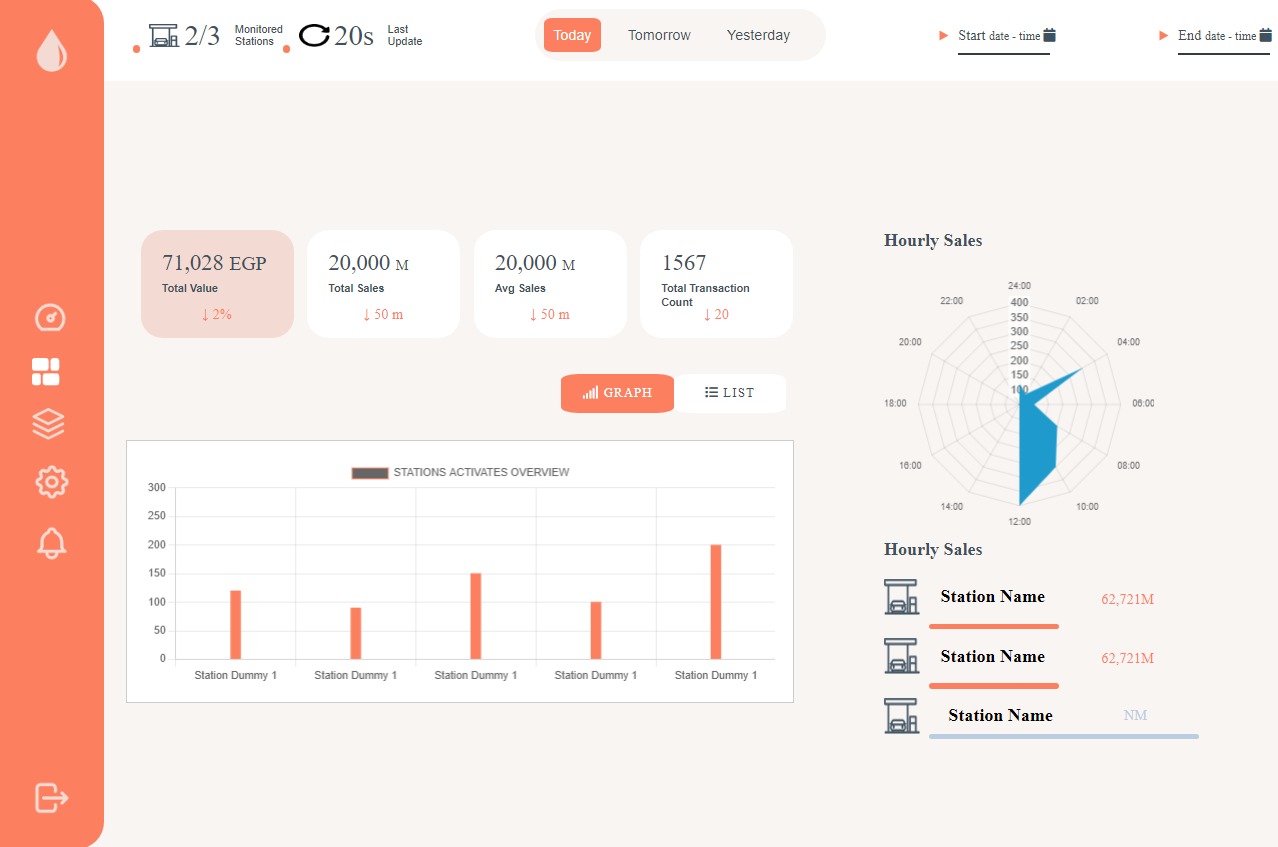 2/3 Monitored Stations
20s Last Update
Today Tomorrow Yesterday
Start date - time
End date - time
71,028 EGP
Total Value
↓ 2%
20,000 M
Total Sales
↓ 50 m
20,000 M
Avg Sales
↓ 50 m
1567
Total Transaction
Count
↓ 20
GRAPH
LIST
STATIONS ACTIVATES OVERVIEW
300
250
200
150
100
50
0
Station Dummy 1 Station Dummy 1 Station Dummy 1 Station Dummy 1 Station Dummy 1
Hourly Sales
24:00
02:00
04:00
06:00
08:00
10:00
12:00
14:00
16:00
18:00
20:00
22:00
400
350
300
250
200
150
100
Hourly Sales
Station Name 62,721M
Station Name 62,721M
Station Name NM